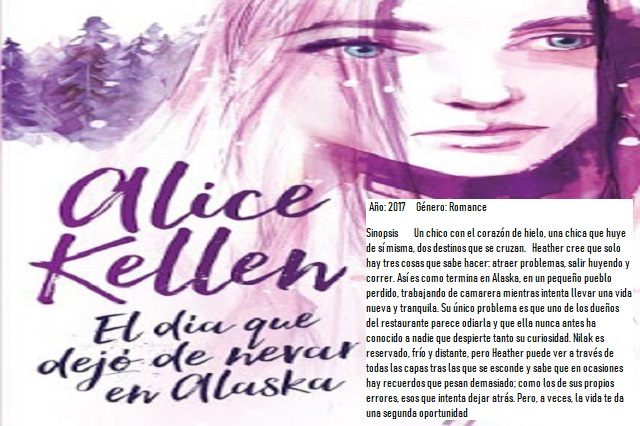 Alice
Kellen
El día que
dejó de nevar
en Alaska
Año: 2017 Género: Romance
Sinopsis Un chico con el corazón de hielo, una chica que huye
de sí misma, dos destinos que se cruzan. Heather cree que solo
hay tres cosas que sabe hacer: atraer problemas, salir huyendo y
correr. Así es como termina en Alaska, en un pequeño pueblo
perdido, trabajando de camarera mientras intenta llevar una vida
nueva y tranquila. Su único problema es que uno de los dueños
del restaurante parece odiarla y que ella nunca antes ha
conocido a nadie que despierte tanto su curiosidad. Nilak es
reservado, frío y distante, pero Heather puede ver a través de
todas las capas tras las que se esconde y sabe que en ocasiones
hay recuerdos que pesan demasiado; como los de sus propios
errores, esos que intenta dejar atrás. Pero, a veces, la vida te da
una segunda oportunidad